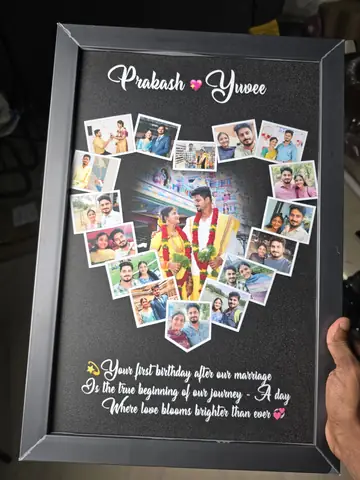 Prakash 💖 Yuvee
💫 Your first birthday after our marriage
Is the true beginning of our journey - A day
Where love blooms brighter than ever 💞